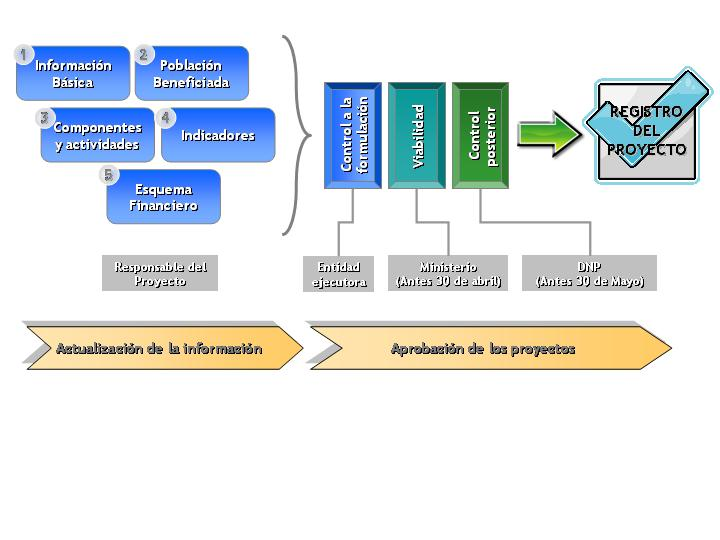 1
Información
Básica
2
Población
Beneficiada
3
Componentes
y actividades
4
Indicadores
5
Esquema
Financiero
Control a la
formulación
Viabilidad
Control
posterior
REGISTRO
DEL
PROYECTO
Responsable del
Proyecto
Entidad
ejecutora
Ministerio
(Antes 30 de abril)
DNP
(Antes 30 de Mayo)
Actualización de la información
Aprobación de los proyectos